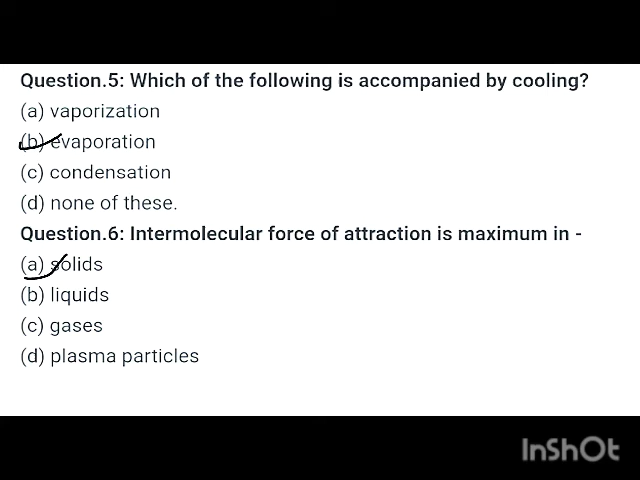 Question.5: Which of the following is accompanied by cooling?
(a) vaporization
(b) evaporation
(c) condensation
(d) none of these.
Question.6: Intermolecular force of attraction is maximum in -
(a) solids
(b) liquids
(c) gases
(d) plasma particles
InShOt